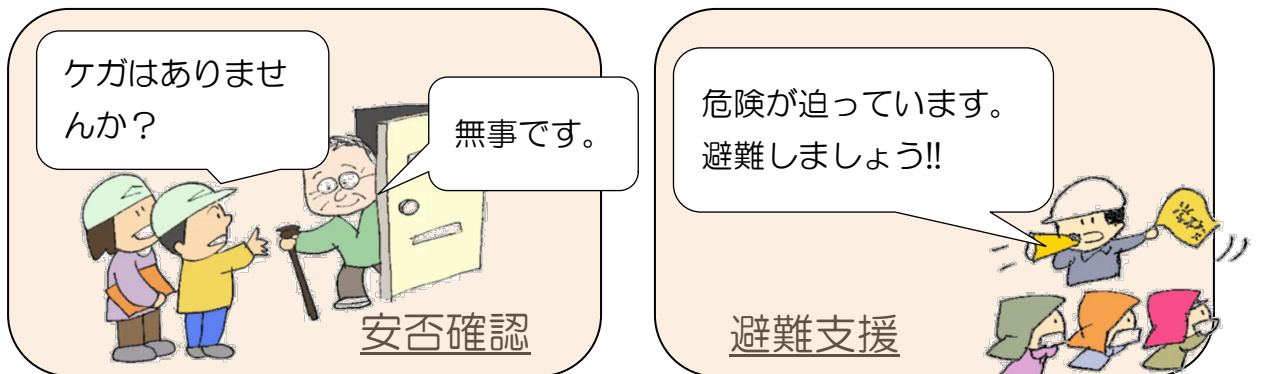 ケガはありませ
んか？
無事です。
安否確認
危険が迫っています。
避難しましょう!!
避難支援